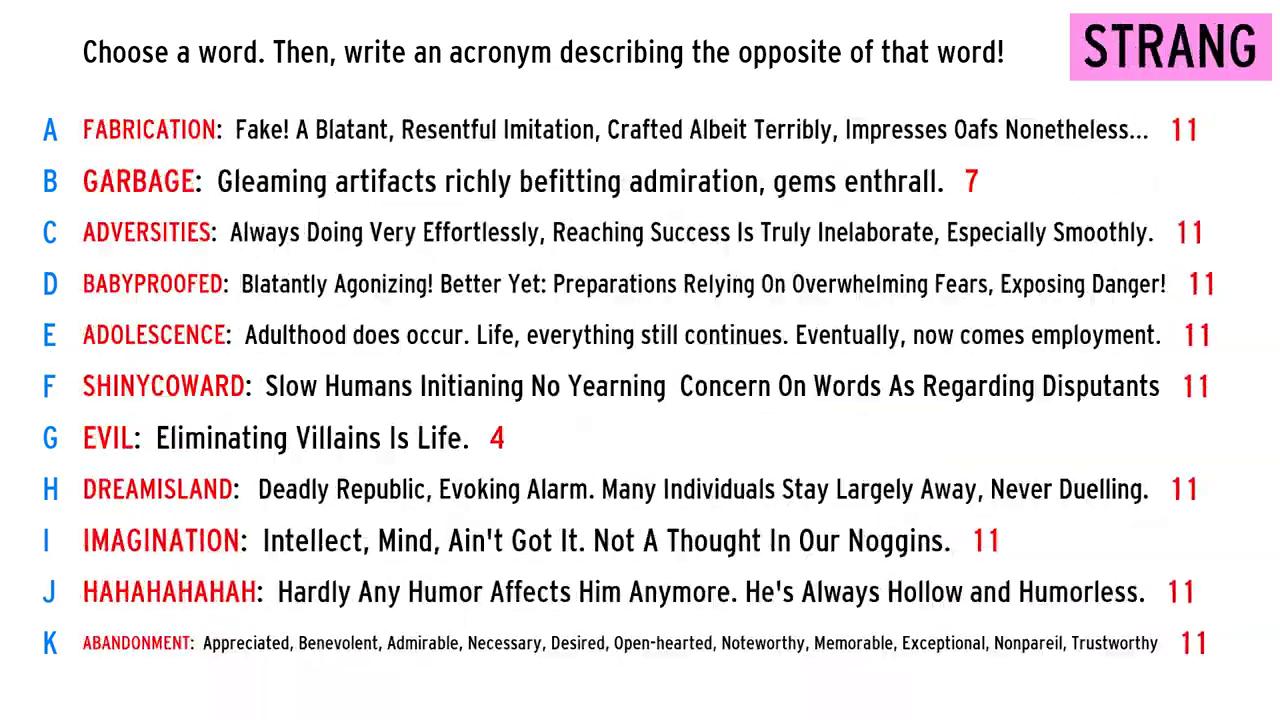 Choose a word. Then, write an acronym describing the opposite of that word!
STRANG
A FABRICATION: Fake! A Blatant, Resentful Imitation, Crafted Albeit Terribly, Impresses Oafs Nonetheless... 11
B GARBAGE: Gleaming artifacts richly befitting admiration, gems enthrall. 7
C ADVERSITIES: Always Doing Very Effortlessly, Reaching Success Is Truly Inelaborate, Especially Smoothly. 11
D BABYPROOFED: Blatantly Agonizing! Better Yet: Preparations Relying On Overwhelming Fears, Exposing Danger! 11
E ADOLESCENCE: Adulthood does occur. Life, everything still continues. Eventually, now comes employment. 11
F SHINYCOWARD: Slow Humans Initianing No Yearning Concern On Words As Regarding Disputants 11
G EVIL: Eliminating Villains Is Life. 4
H DREAMISLAND: Deadly Republic, Evoking Alarm. Many Individuals Stay Largely Away, Never Duelling. 11
I IMAGINATION: Intellect, Mind, Ain't Got It. Not A Thought In Our Noggins. 11
J HAHAHAHAHAH: Hardly Any Humor Affects Him Anymore. He's Always Hollow and Humorless. 11
K ABANDONMENT: Appreciated, Benevolent, Admirable, Necessary, Desired, Open-hearted, Noteworthy, Memorable, Exceptional, Nonpareil, Trustworthy 11